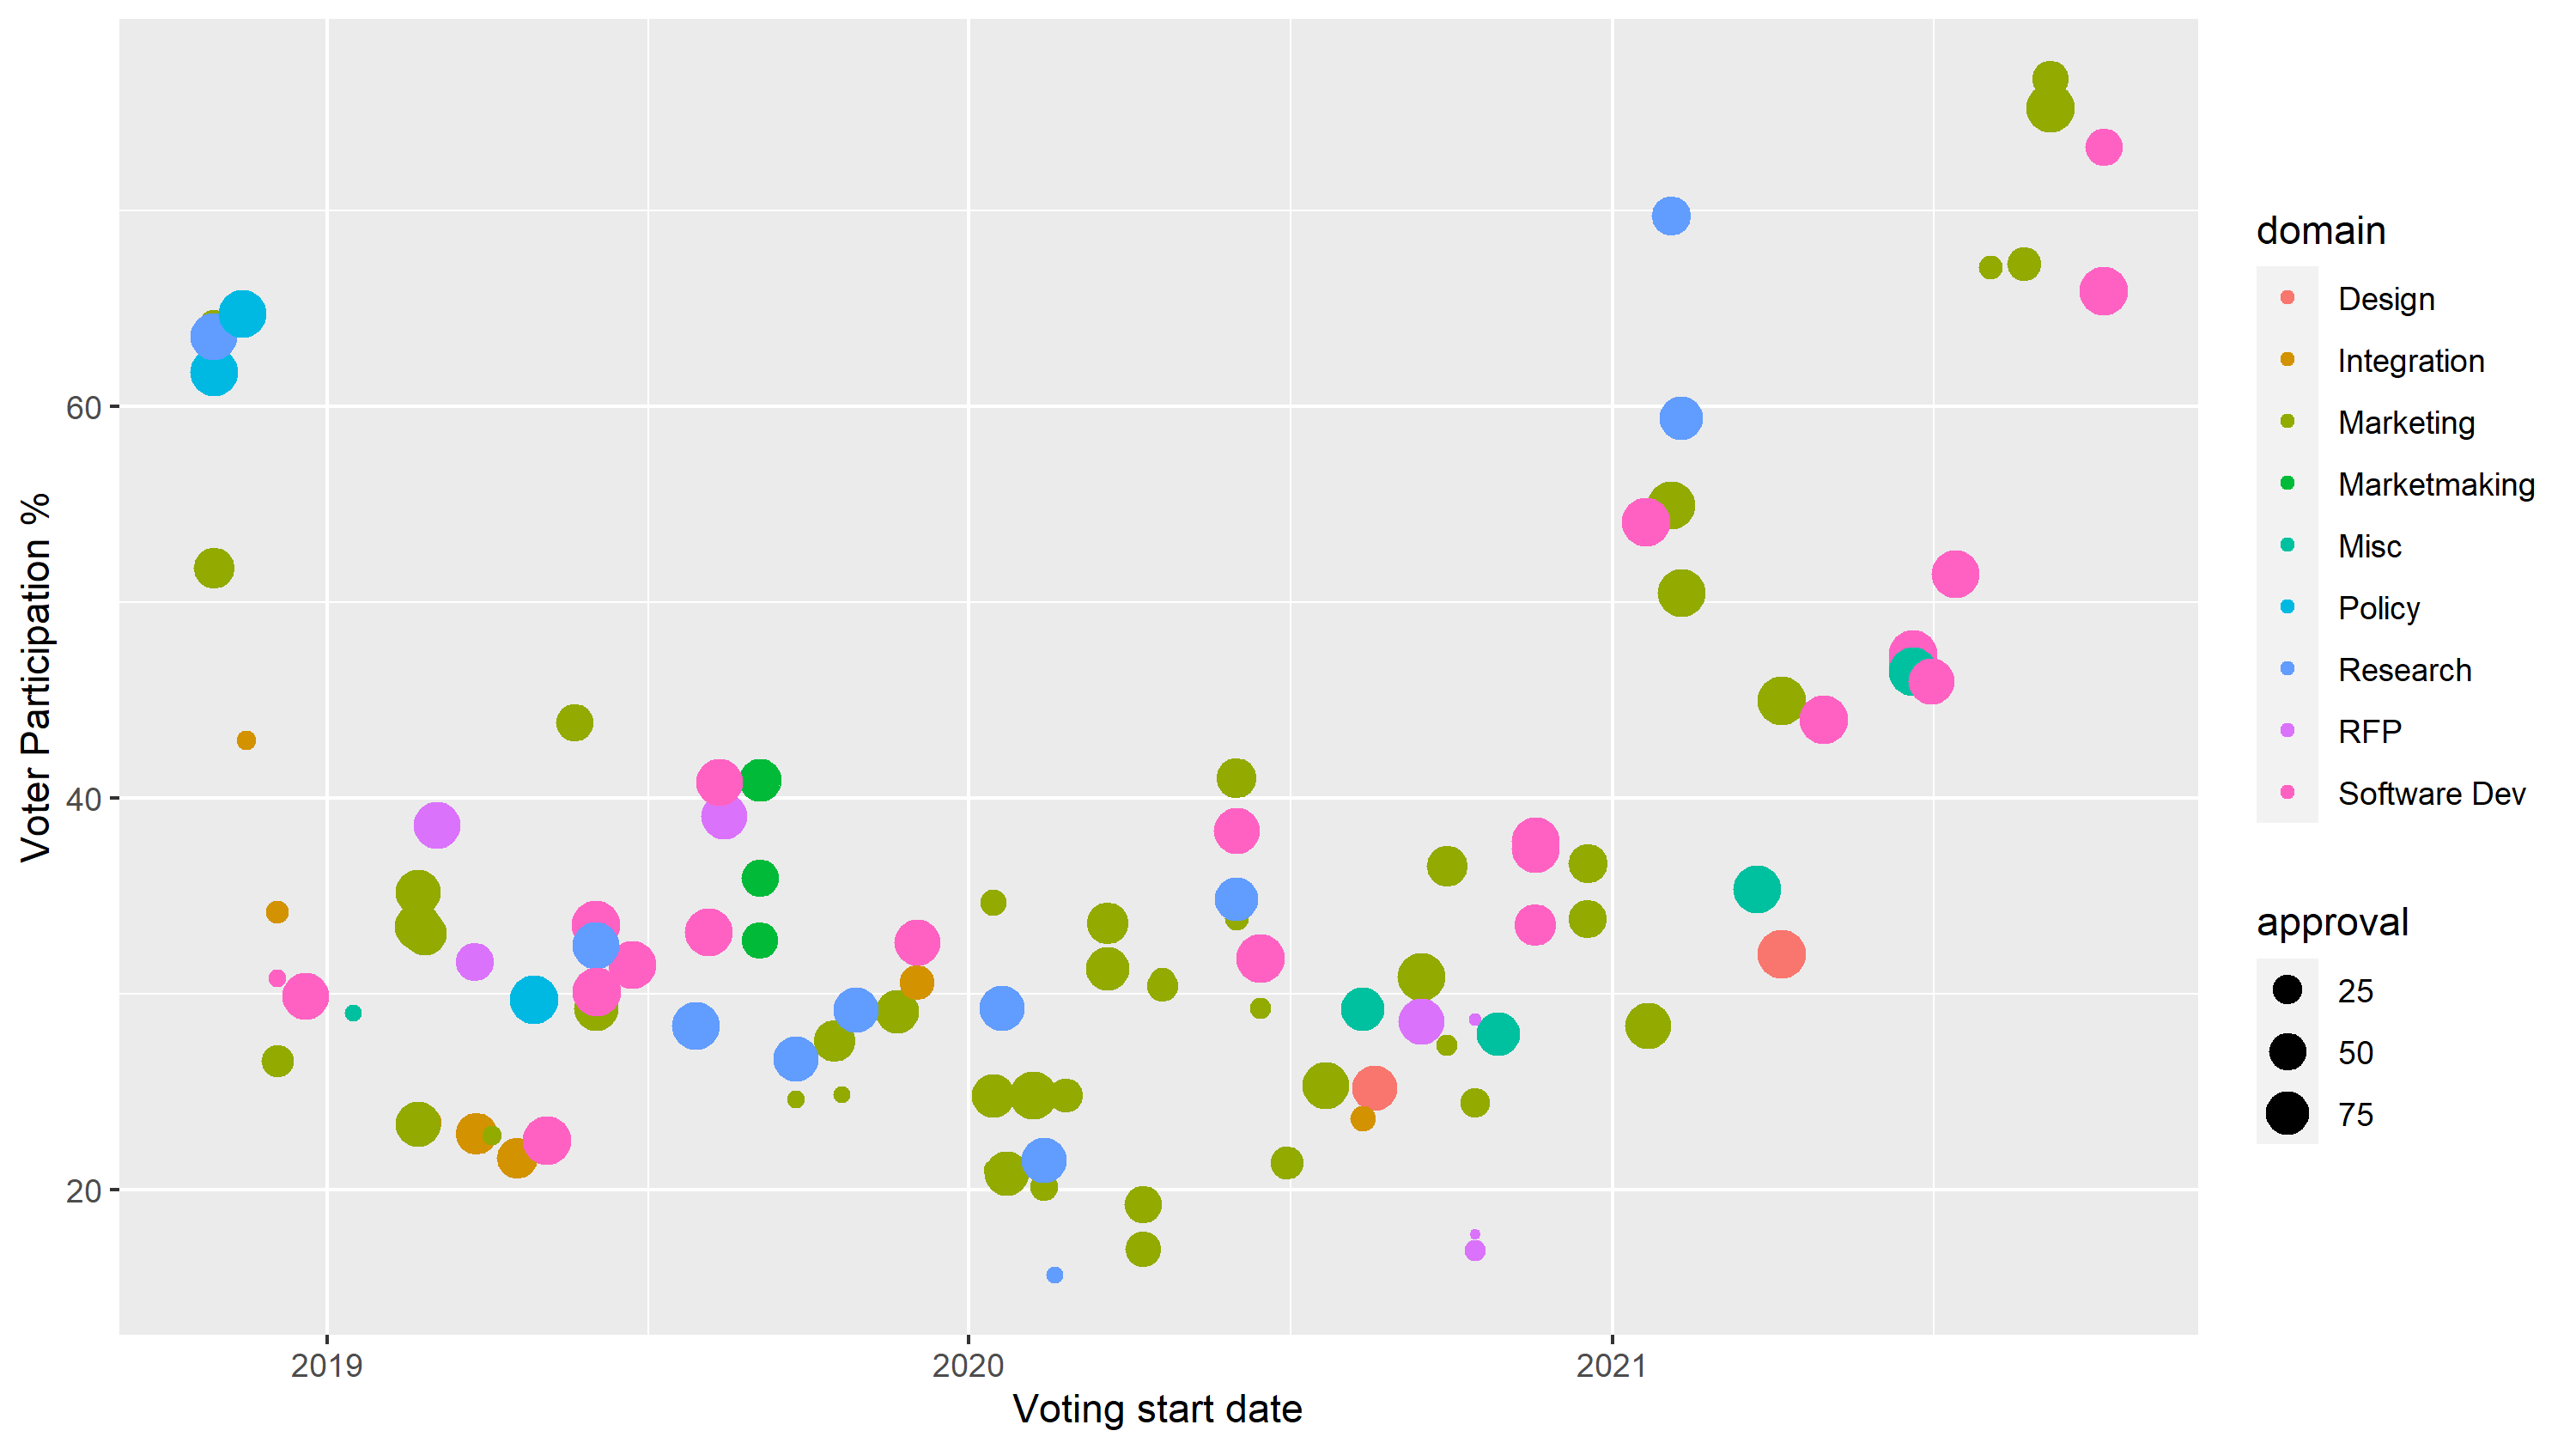 Voter Participation %
60
40
20
2019
2020
2021
Voting start date
domain
Design
Integration
Marketing
Marketmaking
Misc
Policy
Research
RFP
Software Dev
approval
25
50
75